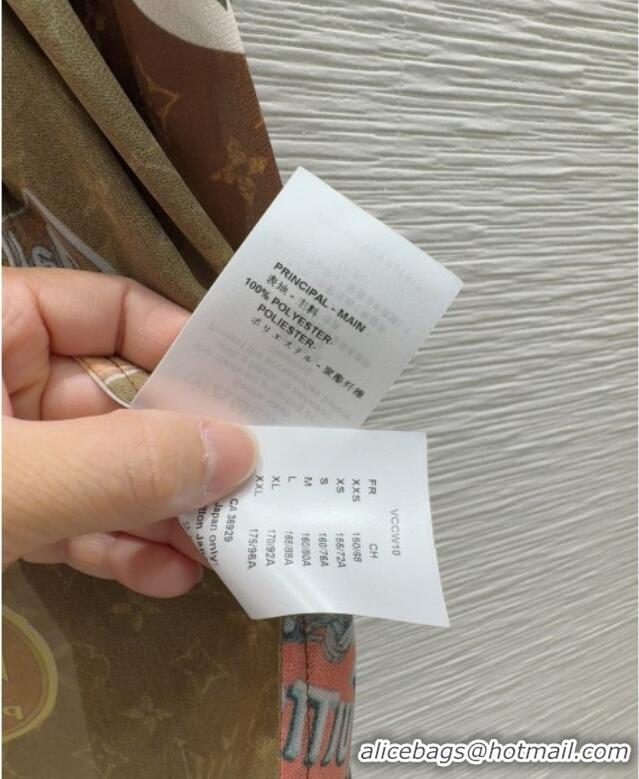 PRINCIPAL - MAIN
表地 - 主料
100% POLYESTER-
POLIESTER-
ポリエステル - 聚酯纤维
VCCW10
FR CH
XXS 150/68
XS 155/72A
S 160/76A
M 160/80A
L 165/88A
XL 170/92A
XXL 175/96A
CA 36929
Japan only
alicebags@hotmail.com